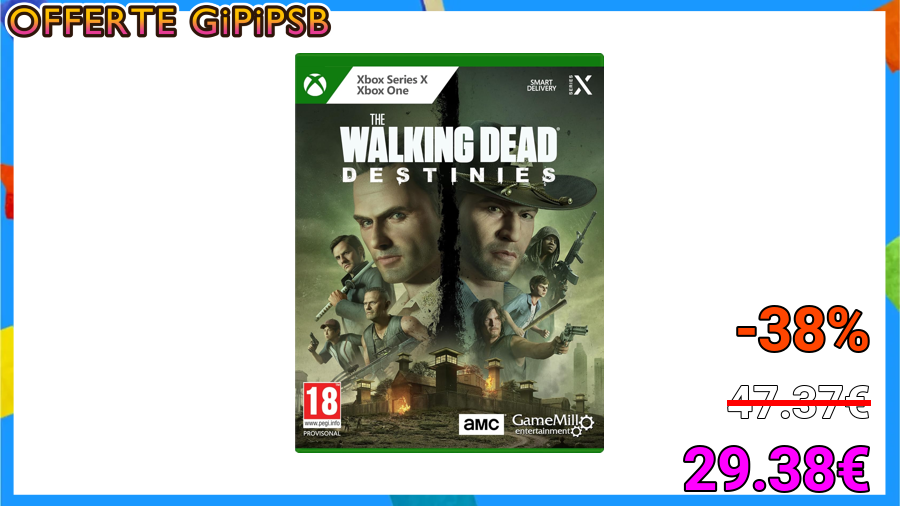 OFFERTE GiPiPSB
Xbox Series X
Xbox One
SMART
DELIVERY
SERIES X
THE
WALKING DEAD
DESTINIES
18
www.pegi.info
PROVISONAL
amc
GameMill
entertainment
-38%
47.37€
29.38€